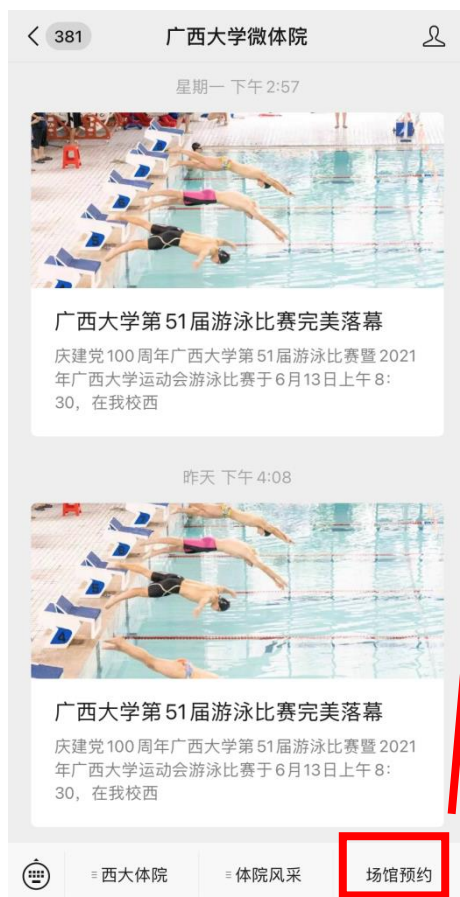 381
广西大学微体院
星期一 下午2:57
广西大学第51届游泳比赛完美落幕
庆建党100周年广西大学第51届游泳比赛暨2021
年广西大学运动会游泳比赛于6月13日上午8:
30，在我校西
昨天 下午4:08
4
广西大学第51届游泳比赛完美落幕
庆建党100周年广西大学第51届游泳比赛暨2021
年广西大学运动会游泳比赛于6月13日上午8:
30，在我校西
西大体院
体院风采
场馆预约